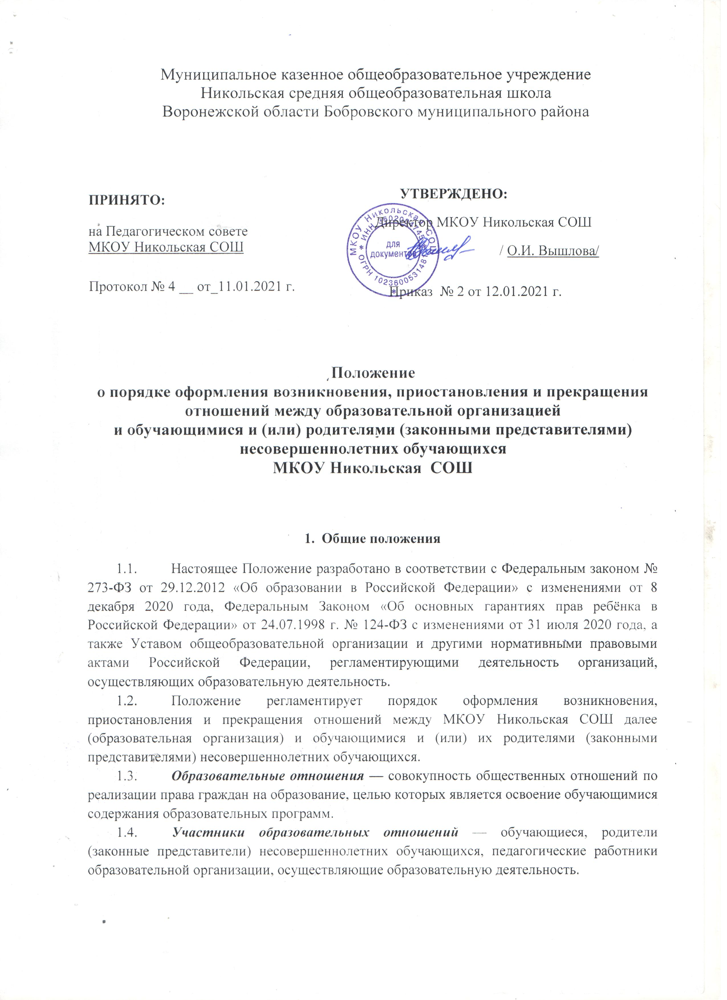 Муниципальное казенное общеобразовательное учреждение
Никольская средняя общеобразовательная школа
Воронежской области Бобровского муниципального района
ПРИНЯТО:
на Педагогическом совете
МКОУ Никольская СОШ
Протокол № 4 __ от_11.01.2021 г.
УТВЕРЖДЕНО:
Директор МКОУ Никольская СОШ
/ О.И. Вышлова/
Приказ № 2 от 12.01.2021 г.
МКОУ Никольская СОШ
ИНН
ОГРН
для
документов
Положение
о порядке оформления возникновения, приостановления и прекращения
отношений между образовательной организацией
и обучающимися и (или) родителями (законными представителями)
несовершеннолетних обучающихся
МКОУ Никольская СОШ
1. Общие положения
1.1. Настоящее Положение разработано в соответствии с Федеральным законом №
273-ФЗ от 29.12.2012 «Об образовании в Российской Федерации» с изменениями от 8
декабря 2020 года, Федеральным Законом «Об основных гарантиях прав ребёнка в
Российской Федерации» от 24.07.1998 г. № 124-ФЗ с изменениями от 31 июля 2020 года, а
также Уставом общеобразовательной организации и другими нормативными правовыми
актами Российской Федерации, регламентирующими деятельность организаций,
осуществляющих образовательную деятельность.
1.2. Положение регламентирует порядок оформления возникновения,
приостановления и прекращения отношений между МКОУ Никольская СОШ далее
(образовательная организация) и обучающимися и (или) их родителями (законными
представителями) несовершеннолетних обучающихся.
1.3. Образовательные отношения — совокупность общественных отношений по
реализации права граждан на образование, целью которых является освоение обучающимися
содержания образовательных программ.
1.4. Участники образовательных отношений — обучающиеся, родители
(законные представители) несовершеннолетних обучающихся, педагогические работники
образовательной организации, осуществляющие образовательную деятельность.